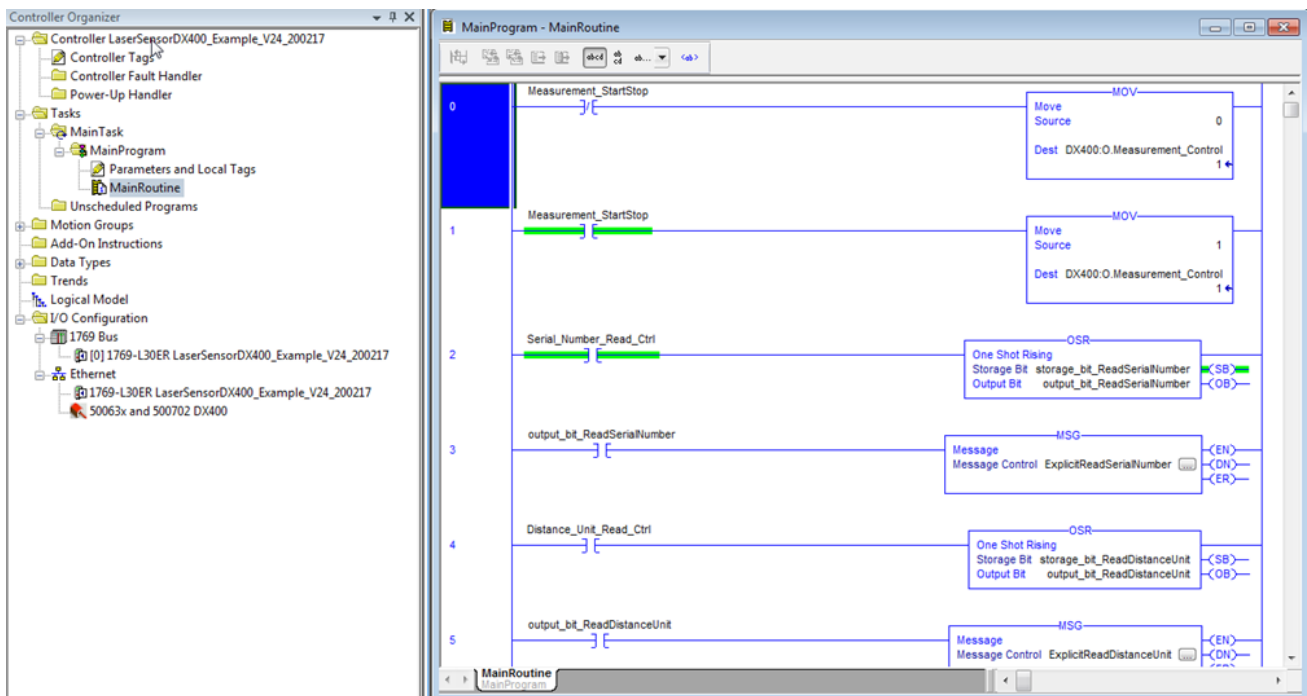 Controller Organizer
Controller LaserSensorDX400_Example_V24_200217
Controller Tags
Controller Fault Handler
Power-Up Handler
Tasks
MainTask
MainProgram
Parameters and Local Tags
MainRoutine
Unscheduled Programs
Motion Groups
Add-On Instructions
Data Types
Trends
Logical Model
I/O Configuration
1769 Bus
[0] 1769-L30ER LaserSensorDX400_Example_V24_200217
Ethernet
1769-L30ER LaserSensorDX400_Example_V24_200217
50063x and 500702 DX400
MainProgram - MainRoutine
abcd ab cd ab... <ab>
0
Measurement_StartStop
MOV
Move
Source 0
Dest DX400:O.Measurement_Control
1
1
Measurement_StartStop
MOV
Move
Source 1
Dest DX400:O.Measurement_Control
1
2
Serial_Number_Read_Ctrl
OSR
One Shot Rising
Storage Bit storage_bit_ReadSerialNumber (SB)
Output Bit output_bit_ReadSerialNumber (OB)
3
output_bit_ReadSerialNumber
MSG
Message (EN)
Message Control ExplicitReadSerialNumber ... (DN)
(ER)
4
Distance_Unit_Read_Ctrl
OSR
One Shot Rising
Storage Bit storage_bit_ReadDistanceUnit (SB)
Output Bit output_bit_ReadDistanceUnit (OB)
5
output_bit_ReadDistanceUnit
MSG
Message (EN)
Message Control ExplicitReadDistanceUnit ... (DN)
MainRoutine
MainProgram